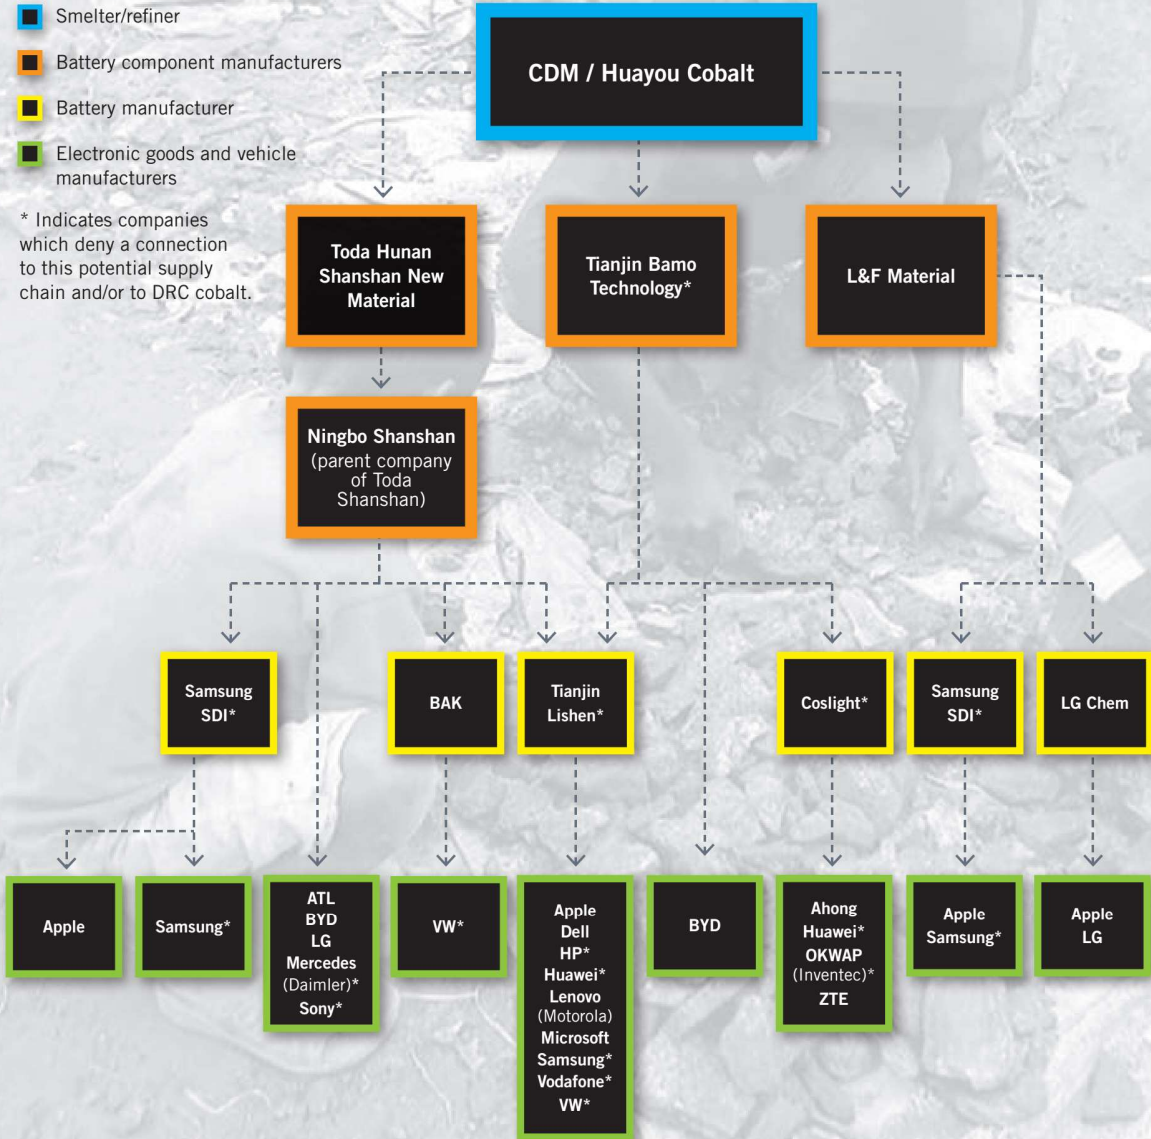 Smelter/refiner
Battery component manufacturers
Battery manufacturer
Electronic goods and vehicle
manufacturers
* Indicates companies
which deny a connection
to this potential supply
chain and/or to DRC cobalt.
CDM / Huayou Cobalt
Toda Hunan
Shanshan New
Material
Tianjin Bamo
Technology*
L&F Material
Ningbo Shanshan
(parent company
of Toda
Shanshan)
Samsung
SDI*
BAK
Tianjin
Lishen*
Coslight*
Samsung
SDI*
LG Chem
Apple
Samsung*
ATL
BYD
LG
Mercedes
(Daimler)*
Sony*
VW*
Apple
Dell
HP*
Huawei*
Lenovo
(Motorola)
Microsoft
Samsung*
Vodafone*
VW*
BYD
Ahong
Huawei*
OKWAP
(Inventec)*
ZTE
Apple
Samsung*
Apple
LG